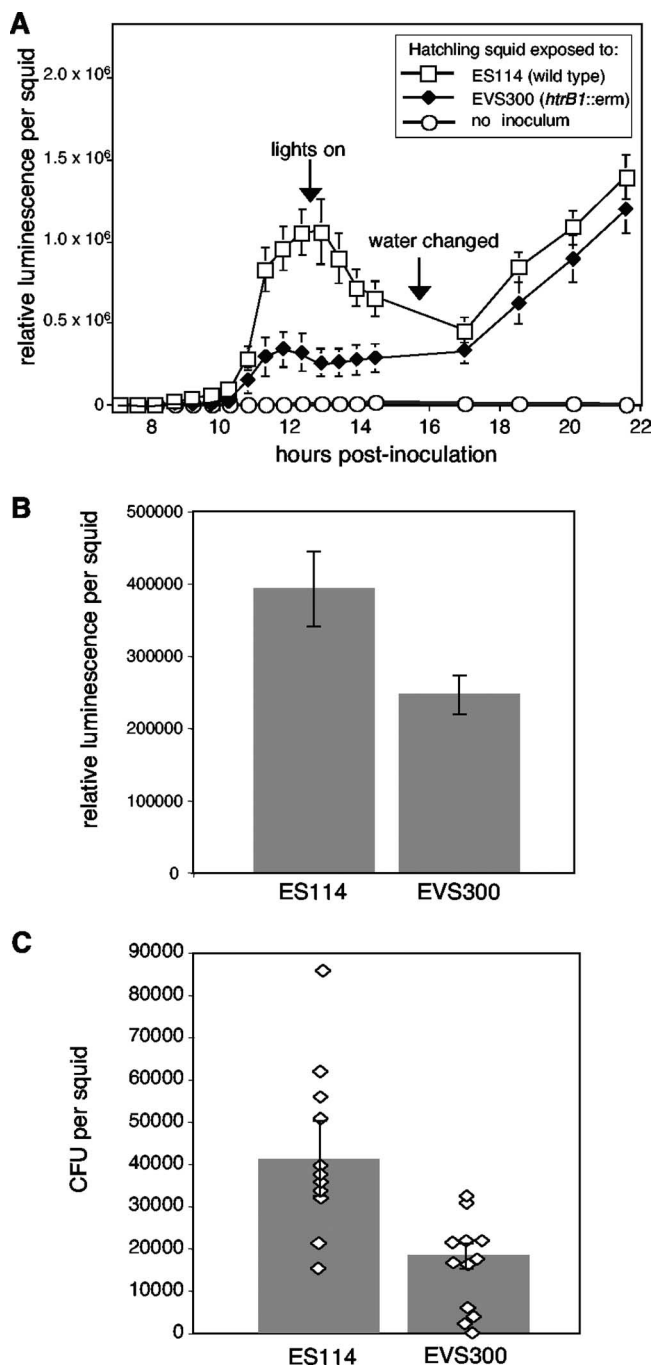 A
relative luminescence per squid
2.0 x 10⁶
1.5 x 10⁶
1.0 x 10⁶
0.5 x 10⁶
0
Hatchling squid exposed to:
ES114 (wild type)
EVS300 (htrB1::erm)
no inoculum
lights on
water changed
8 10 12 14 16 18 20 22
hours post-inoculation
B
relative luminescence per squid
500000
400000
300000
200000
100000
0
ES114 EVS300
C
CFU per squid
90000
80000
70000
60000
50000
40000
30000
20000
10000
0
ES114 EVS300